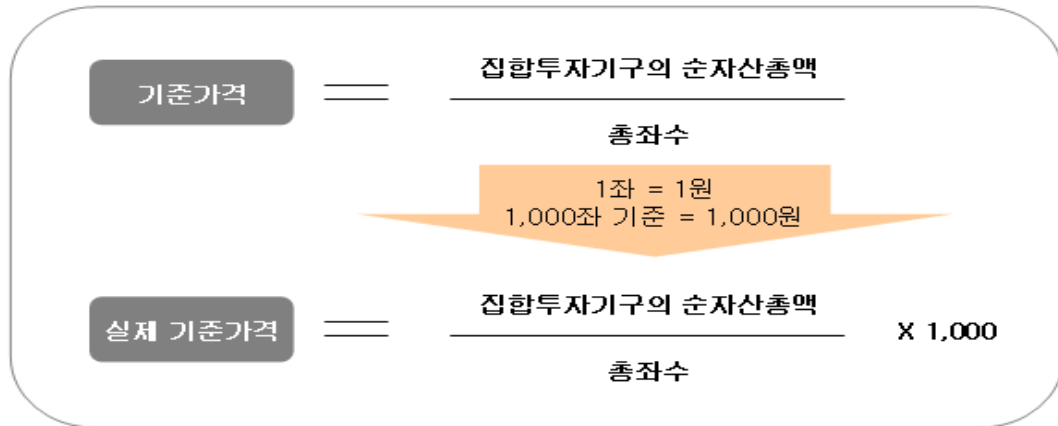 기준가격
집합투자기구의 순자산총액
총좌수
1좌 = 1원
1,000좌 기준 = 1,000원
실제 기준가격
집합투자기구의 순자산총액
X 1,000
총좌수